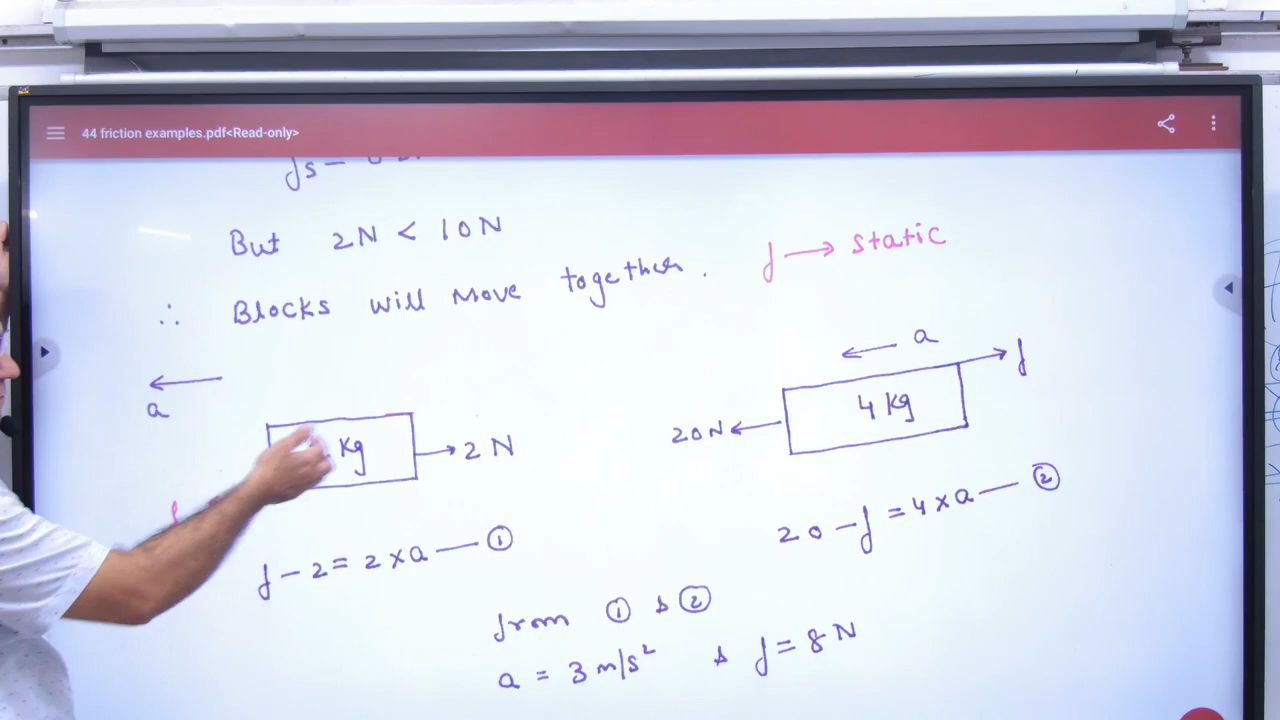 44 friction examples.pdf<Read-only>
But 2N < 10N
f → static
∴ Blocks will move together.
← a
→ f
a
4 kg
kg → 2 N
20N ←
f - 2 = 2 × a — ①
20 - f = 4 × a — ②
from ① & ②
a = 3 m/s² & f = 8 N